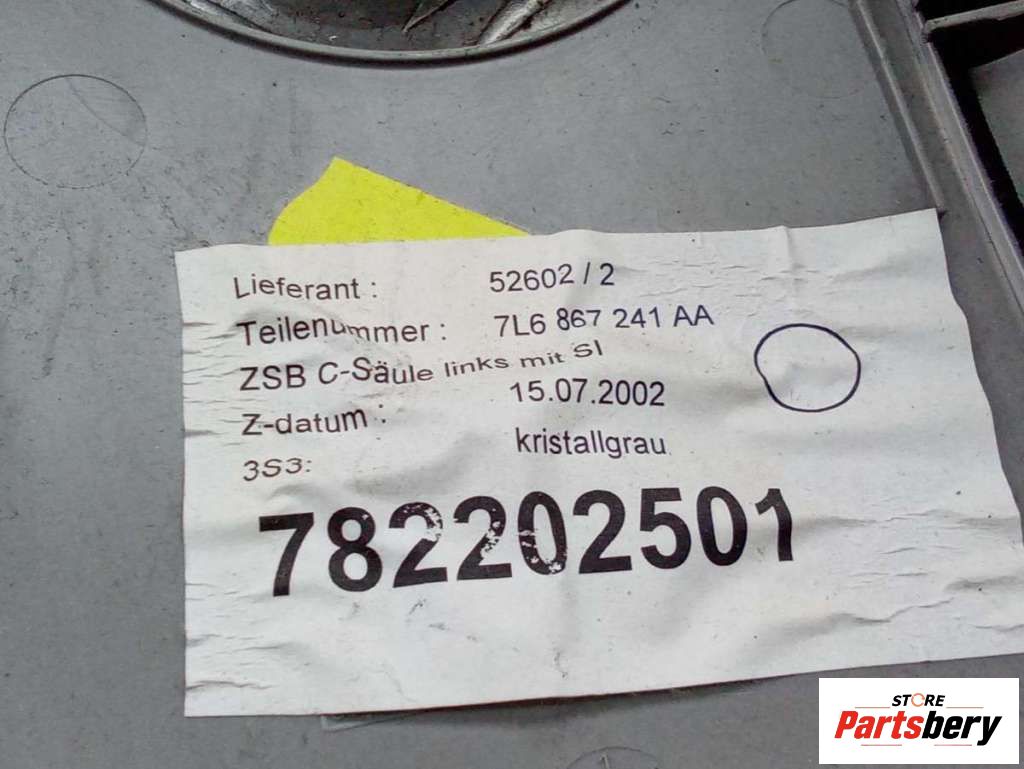 Lieferant : 52602 / 2
Teilenummer : 7L6 867 241 AA
ZSB C-Säule links mit SI
Z-datum : 15.07.2002
3S3: kristallgrau
782202501
STORE
Partsbery